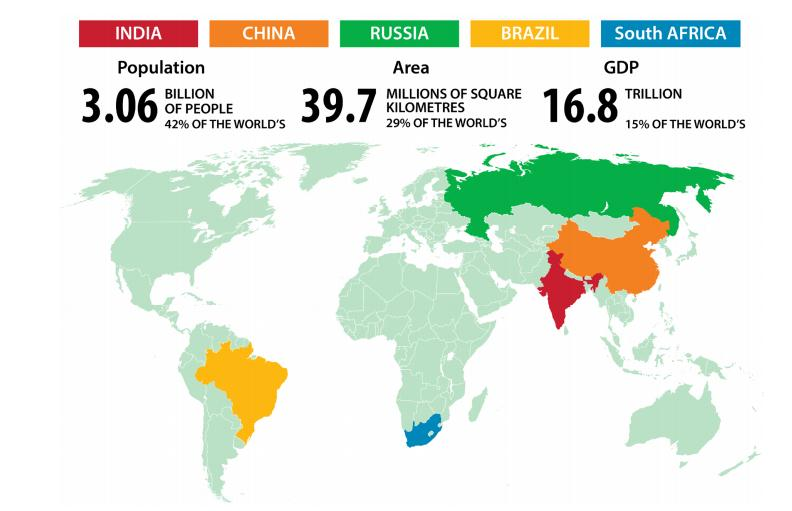 INDIA
CHINA
RUSSIA
BRAZIL
South AFRICA
Population
3.06 BILLION
OF PEOPLE
42% OF THE WORLD'S
Area
39.7 MILLIONS OF SQUARE
KILOMETRES
29% OF THE WORLD'S
GDP
16.8 TRILLION
15% OF THE WORLD'S